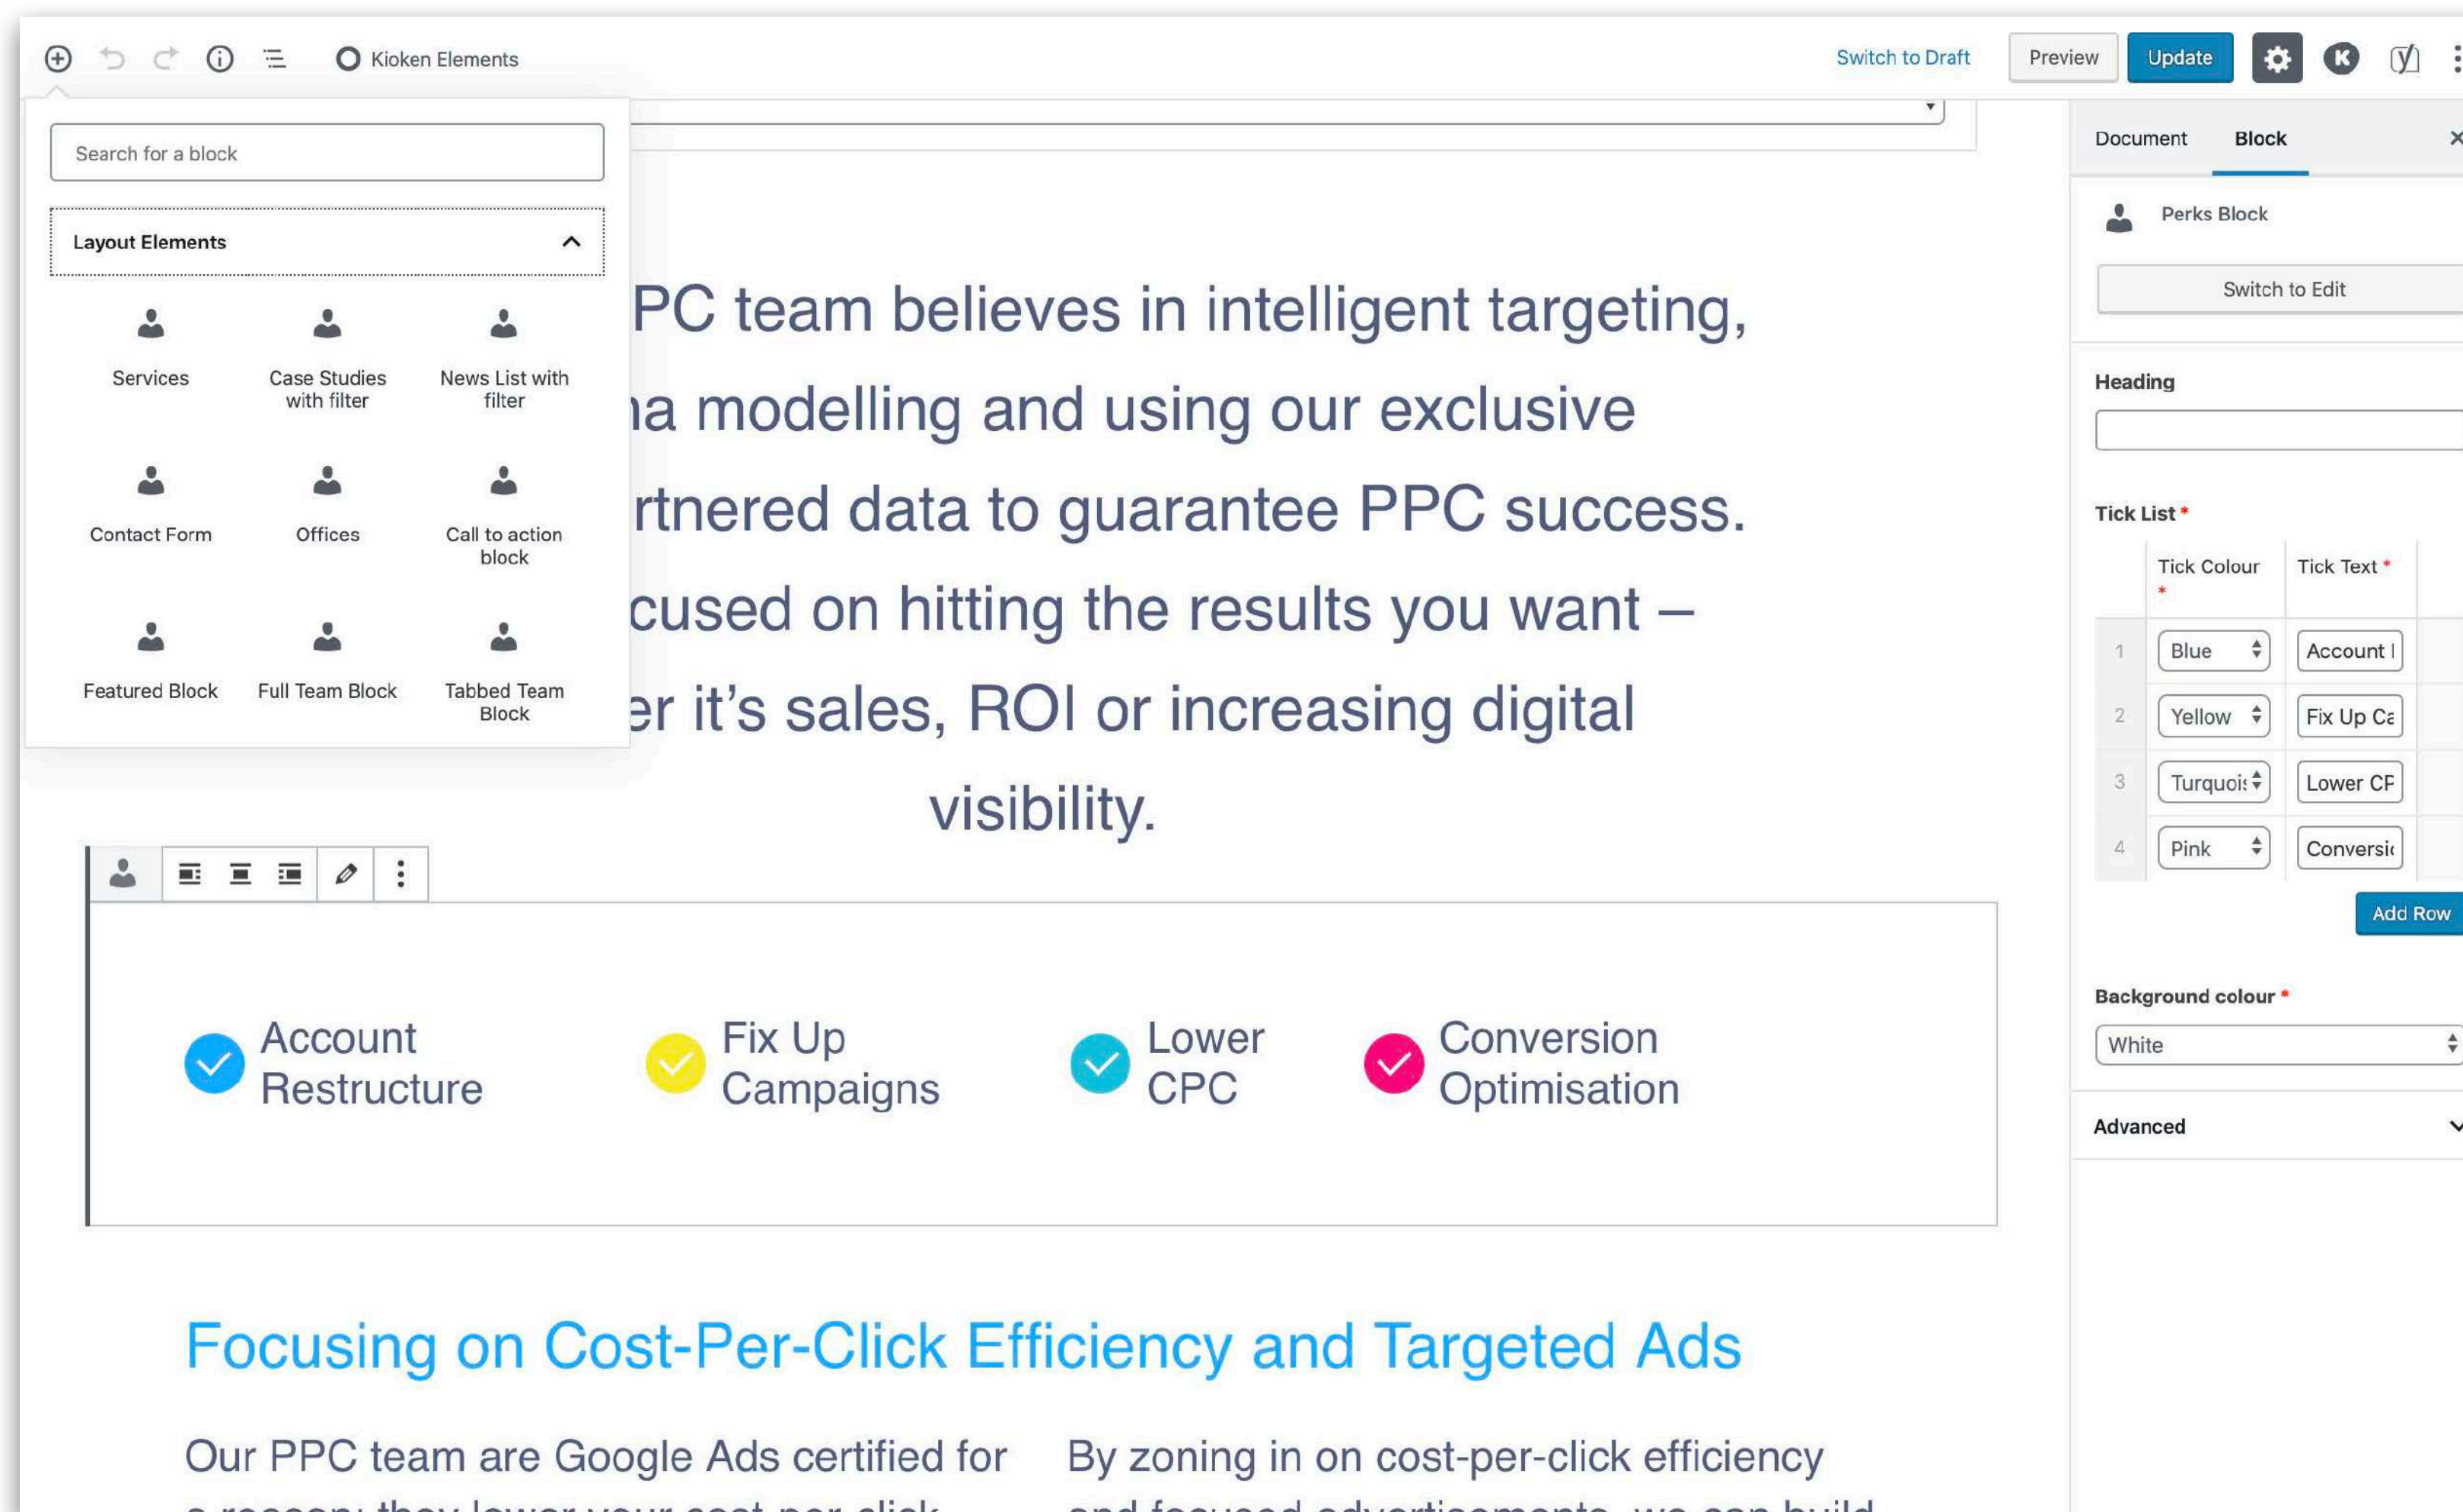 Kioken Elements
Switch to Draft
Preview
Update
Search for a block
Layout Elements
Services
Case Studies
with filter
News List with
filter
Contact Form
Offices
Call to action
block
Featured Block
Full Team Block
Tabbed Team
Block
PC team believes in intelligent targeting,
modelling and using our exclusive
rtnered data to guarantee PPC success.
cused on hitting the results you want –
er it's sales, ROI or increasing digital
visibility.
Account
Restructure
Fix Up
Campaigns
Lower
CPC
Conversion
Optimisation
Focusing on Cost-Per-Click Efficiency and Targeted Ads
Our PPC team are Google Ads certified for
By zoning in on cost-per-click efficiency
Document
Block
Perks Block
Switch to Edit
Heading
Tick List *
Tick Colour
*
Tick Text *
1
Blue
Account
2
Yellow
Fix Up Ca
3
Turquois
Lower CP
4
Pink
Conversi
Add Row
Background colour *
White
Advanced